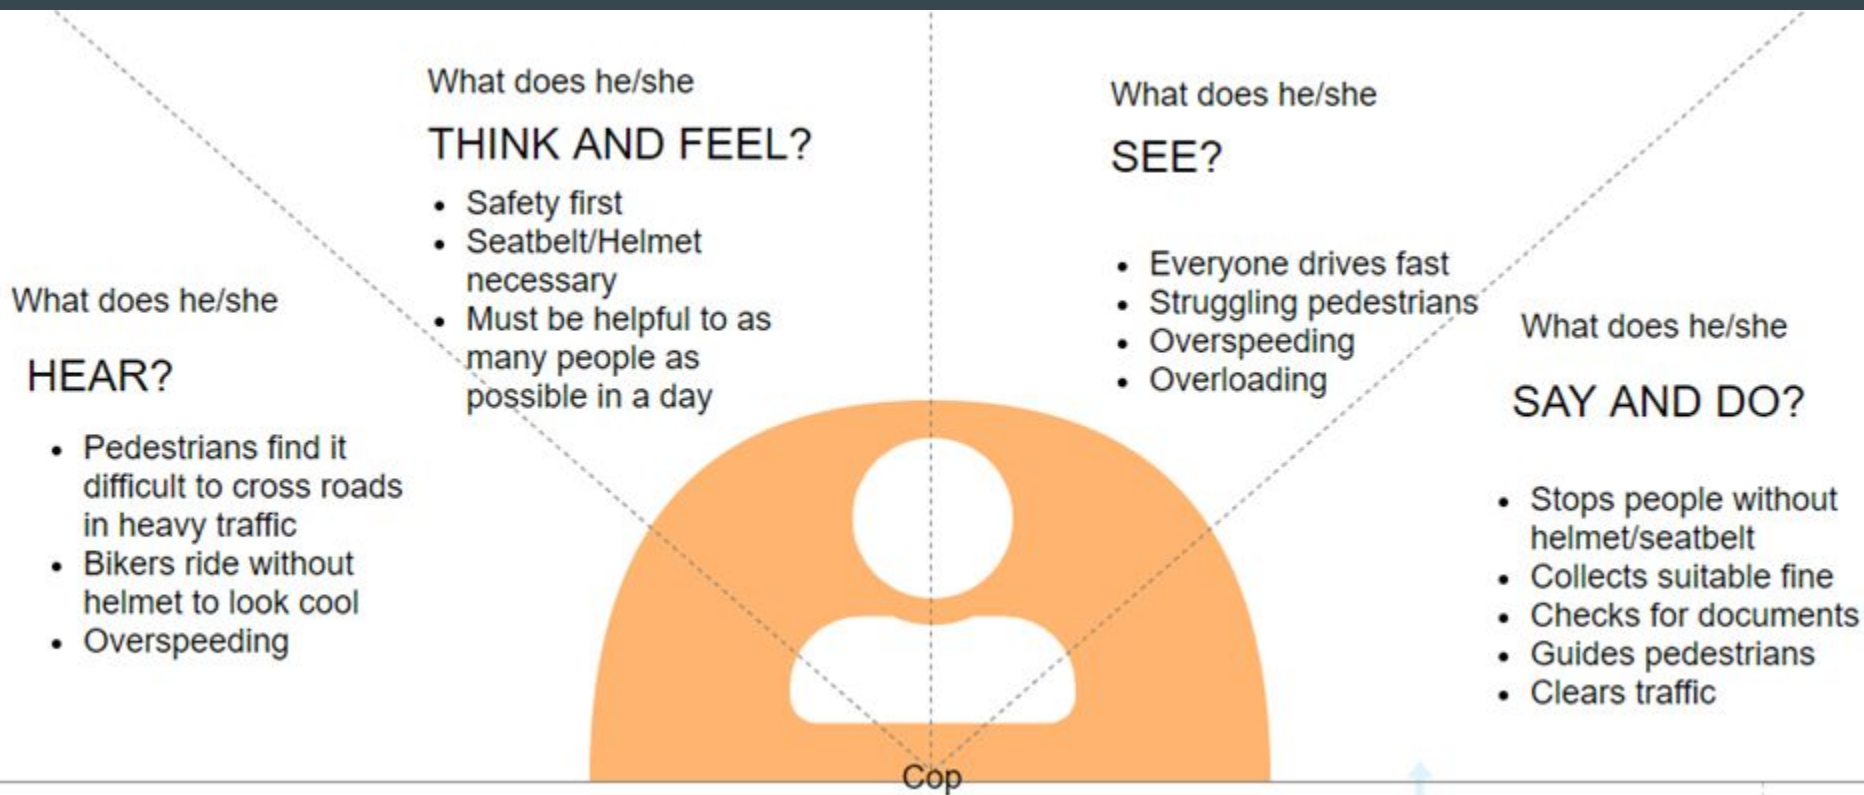 What does he/she
THINK AND FEEL?
• Safety first
• Seatbelt/Helmet
necessary
• Must be helpful to as
many people as
possible in a day
What does he/she
SEE?
• Everyone drives fast
• Struggling pedestrians
• Overspeeding
• Overloading
What does he/she
HEAR?
• Pedestrians find it
difficult to cross roads
in heavy traffic
• Bikers ride without
helmet to look cool
• Overspeeding
What does he/she
SAY AND DO?
• Stops people without
helmet/seatbelt
• Collects suitable fine
• Checks for documents
• Guides pedestrians
• Clears traffic
Cop